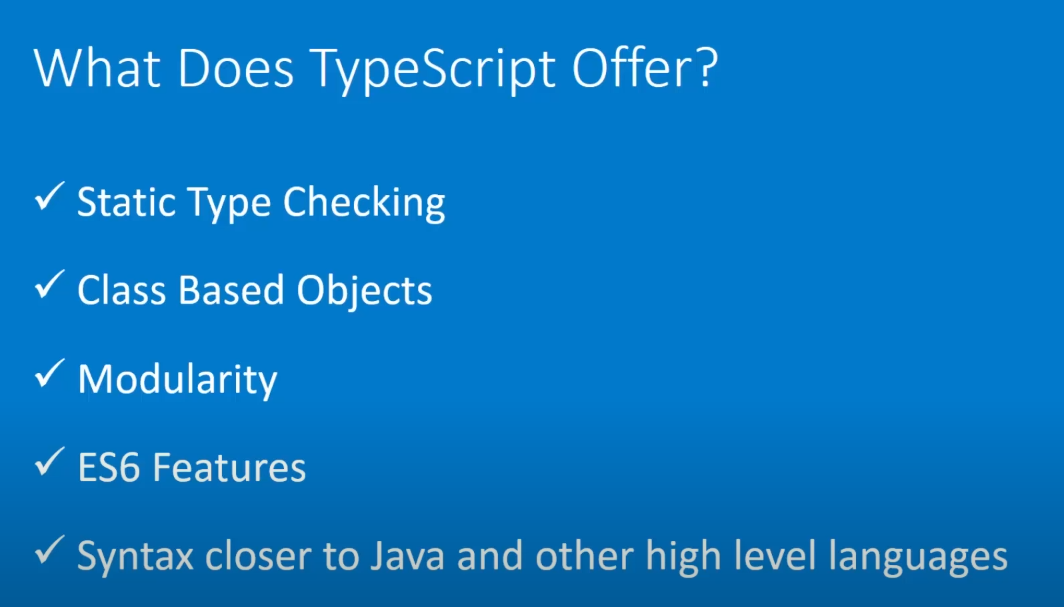 What Does TypeScript Offer?
✓ Static Type Checking
✓ Class Based Objects
✓ Modularity
✓ ES6 Features
✓ Syntax closer to Java and other high level languages